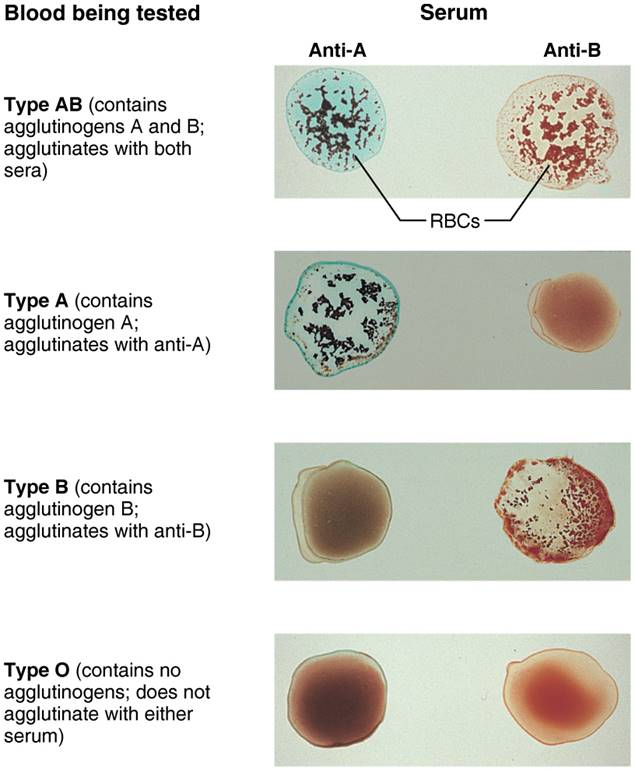 Blood being tested
Serum
Anti-A
Anti-B
Type AB (contains
agglutinogens A and B;
agglutinates with both
sera)
RBCs
Type A (contains
agglutinogen A;
agglutinates with anti-A)
Type B (contains
agglutinogen B;
agglutinates with anti-B)
Type O (contains no
agglutinogens; does not
agglutinate with either
serum)